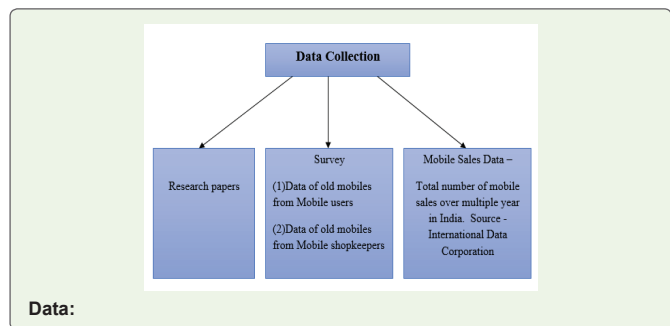 Data Collection
Research papers
Survey
(1)Data of old mobiles
from Mobile users
(2)Data of old mobiles
from Mobile shopkeepers
Mobile Sales Data –
Total number of mobile
sales over multiple year
in India.  Source -
International Data
Corporation
Data: